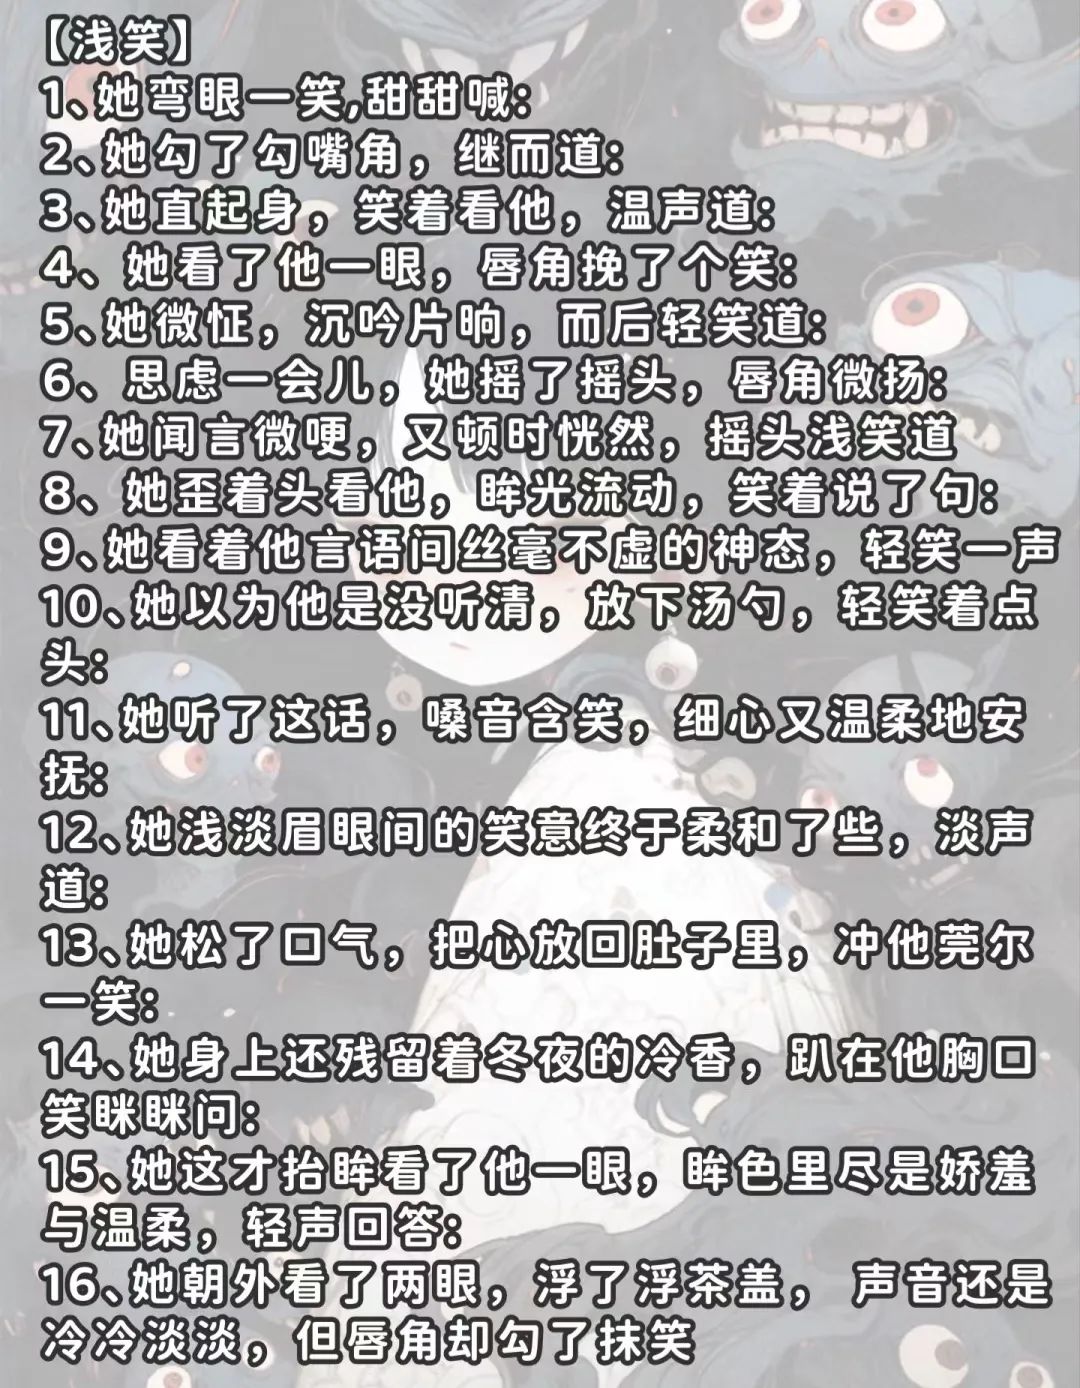 【浅笑】
1、她弯眼一笑,甜甜喊:
2、她勾了勾嘴角，继而道:
3、她直起身，笑着看他，温声道:
4、她看了他一眼，唇角挽了个笑:
5、她微怔，沉吟片晌，而后轻笑道:
6、思虑一会儿，她摇了摇头，唇角微扬:
7、她闻言微哽，又顿时恍然，摇头浅笑道
8、她歪着头看他，眸光流动，笑着说了句:
9、她看着他言语间丝毫不虚的神态，轻笑一声
10、她以为他是没听清，放下汤勺，轻笑着点
头:
11、她听了这话，嗓音含笑，细心又温柔地安
抚:
12、她浅淡眉眼间的笑意终于柔和了些，淡声
道:
13、她松了口气，把心放回肚子里，冲他莞尔
一笑:
14、她身上还残留着冬夜的冷香，趴在他胸口
笑眯眯问:
15、她这才抬眸看了他一眼，眸色里尽是娇羞
与温柔，轻声回答:
16、她朝外看了两眼，浮了浮茶盖， 声音还是
冷冷淡淡，但唇角却勾了抹笑